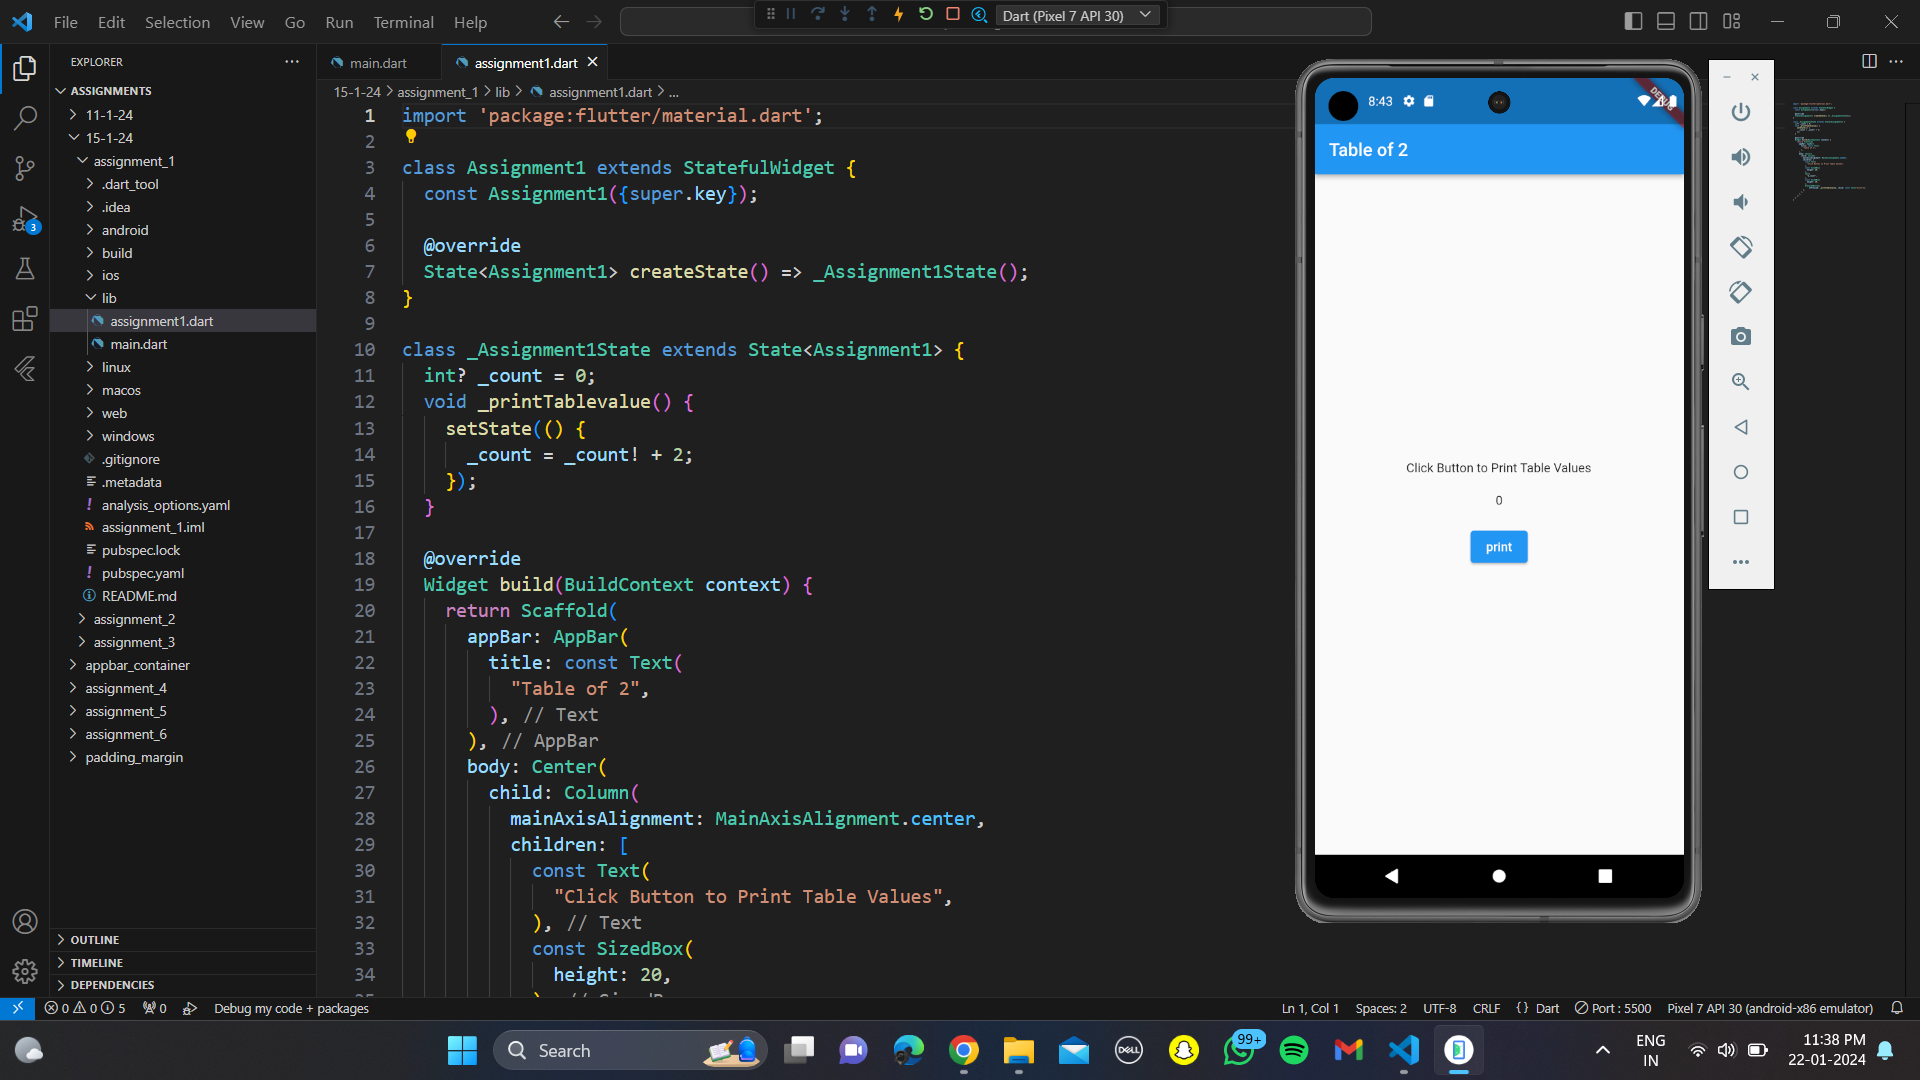 File Edit Selection View Go Run Terminal Help
Dart (Pixel 7 API 30)
EXPLORER
ASSIGNMENTS
11-1-24
15-1-24
assignment_1
.dart_tool
.idea
android
build
ios
lib
assignment1.dart
main.dart
linux
macos
web
windows
.gitignore
.metadata
analysis_options.yaml
assignment_1.iml
pubspec.lock
pubspec.yaml
README.md
assignment_2
assignment_3
appbar_container
assignment_4
assignment_5
assignment_6
padding_margin
OUTLINE
TIMELINE
DEPENDENCIES
3
main.dart
assignment1.dart
15-1-24 > assignment_1 > lib > assignment1.dart > ...
1 import 'package:flutter/material.dart';
2
3 class Assignment1 extends StatefulWidget {
4 const Assignment1({super.key});
5
6 @override
7 State<Assignment1> createState() => _Assignment1State();
8 }
9
10 class _Assignment1State extends State<Assignment1> {
11 int? _count = 0;
12 void _printTablevalue() {
13 setState(() {
14 _count = _count! + 2;
15 });
16 }
17
18 @override
19 Widget build(BuildContext context) {
20 return Scaffold(
21 appBar: AppBar(
22 title: const Text(
23 "Table of 2",
24 ), // Text
25 ), // AppBar
26 body: Center(
27 child: Column(
28 mainAxisAlignment: MainAxisAlignment.center,
29 children: [
30 const Text(
31 "Click Button to Print Table Values",
32 ), // Text
33 const SizedBox(
34 height: 20,
8:43
DEBUG
Table of 2
Click Button to Print Table Values
0
print
0 0 5 0 Debug my code + packages
Ln 1, Col 1 Spaces: 2 UTF-8 CRLF {} Dart Port : 5500 Pixel 7 API 30 (android-x86 emulator)
Search
DELL
99+
ENG
IN
11:38 PM
22-01-2024